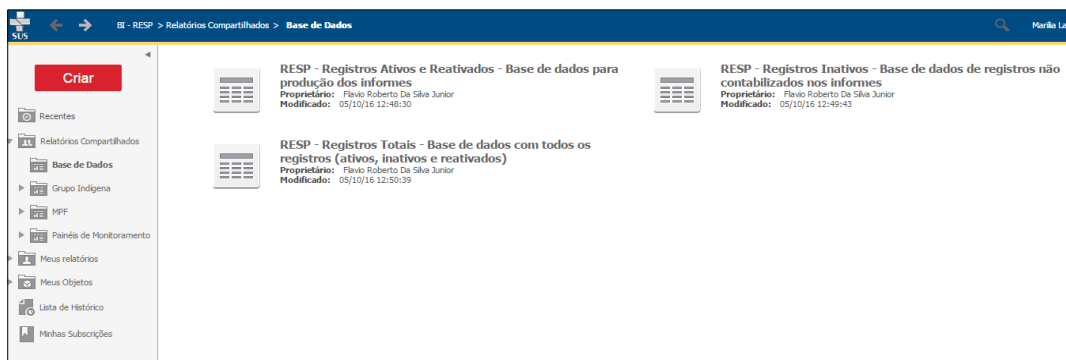 SUS
BI - RESP > Relatórios Compartilhados > Base de Dados
Marilia La
Criar
Recentes
Relatórios Compartilhados
Base de Dados
Grupo Indígena
MPF
Painéis de Monitoramento
Meus relatórios
Meus Objetos
Lista de Histórico
Minhas Subscrições
RESP - Registros Ativos e Reativados - Base de dados para
produção dos informes
Proprietário: Flavio Roberto Da Silva Junior
Modificado: 05/10/16 12:48:30
RESP - Registros Inativos - Base de dados de registros não
contabilizados nos informes
Proprietário: Flavio Roberto Da Silva Junior
Modificado: 05/10/16 12:49:43
RESP - Registros Totais - Base de dados com todos os
registros (ativos, inativos e reativados)
Proprietário: Flavio Roberto Da Silva Junior
Modificado: 05/10/16 12:50:39